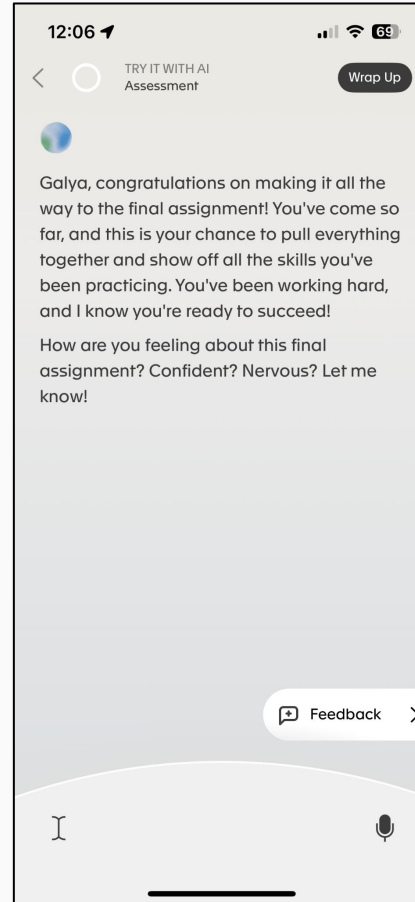 12:06
69
TRY IT WITH AI
Assessment
Wrap Up
Galya, congratulations on making it all the
way to the final assignment! You've come so
far, and this is your chance to pull everything
together and show off all the skills you've
been practicing. You've been working hard,
and I know you're ready to succeed!
How are you feeling about this final
assignment? Confident? Nervous? Let me
know!
Feedback